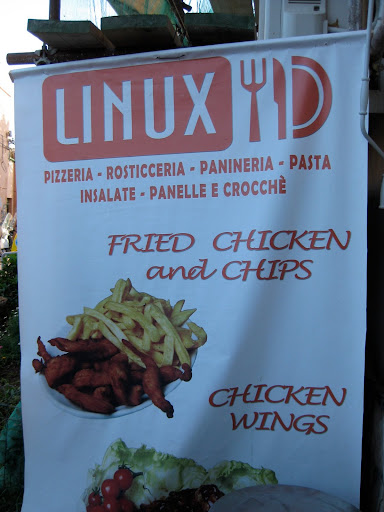 LINUX
PIZZERIA - ROSTICCERIA - PANINERIA - PASTA
INSALATE - PANELLE E CROCCHÈ
FRIED CHICKEN
and CHIPS
CHICKEN
WINGS